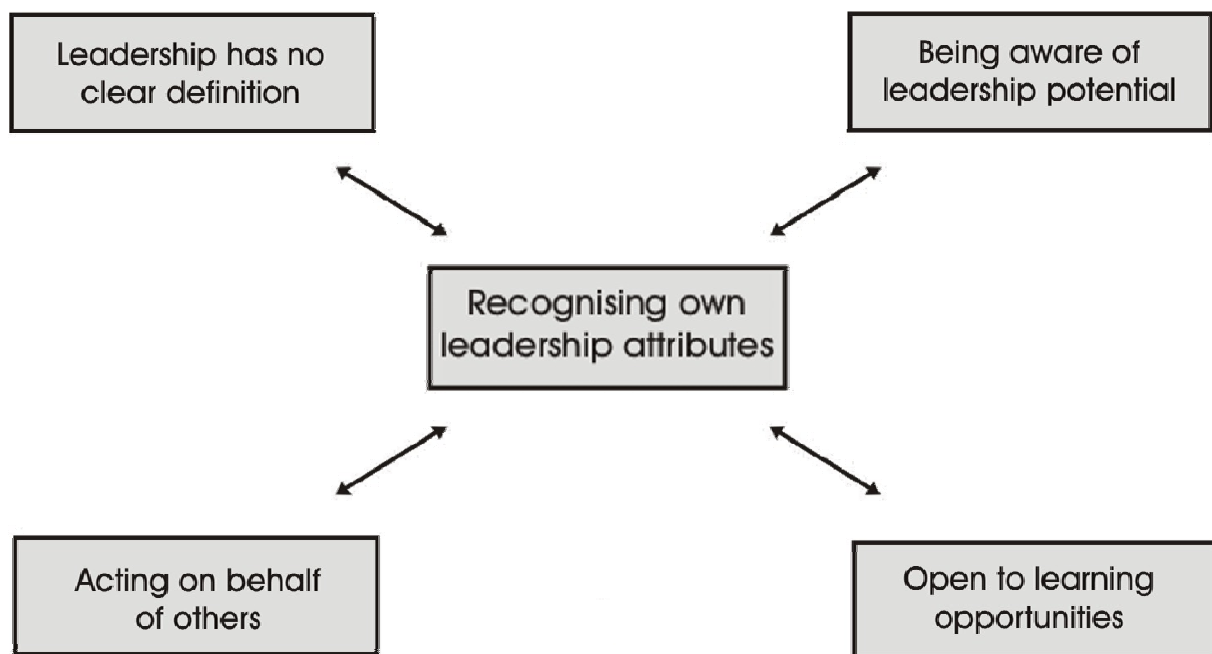 Leadership has no
clear definition
Being aware of
leadership potential
Recognising own
leadership attributes
Acting on behalf
of others
Open to learning
opportunities